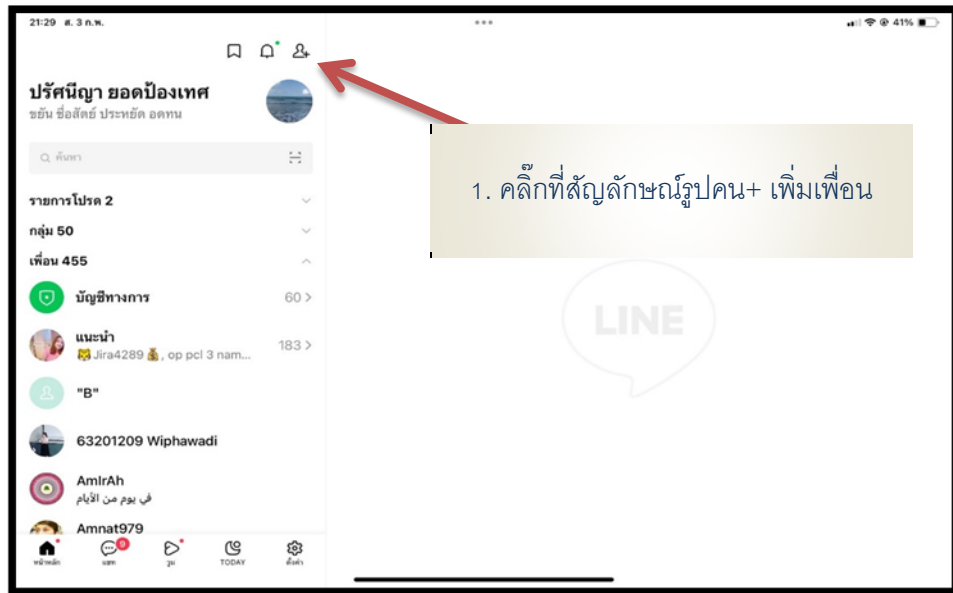 21:29 ส. 3 ก.พ.
41%
ปรัศนีญา ยอดป้องเทศ
ขยัน ซื่อสัตย์ ประหยัด อดทน
ค้นหา
1. คลิ๊กที่สัญลักษณ์รูปคน+ เพิ่มเพื่อน
รายการโปรด 2
กลุ่ม 50
เพื่อน 455
บัญชีทางการ 60 >
แนะนำ
Jira4289 , op pcl 3 nam... 183 >
LINE
"B"
63201209 Wiphawadi
AmIrAh
في يوم من الأيام
Amnat979
9
หน้าหลัก แชท วูม TODAY ตั้งค่า